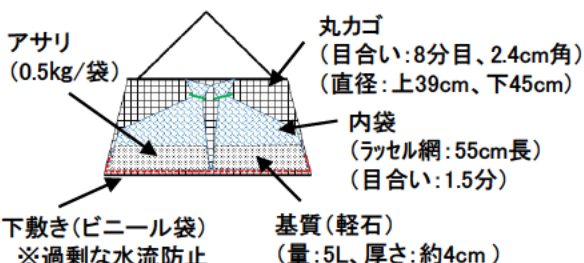 アサリ
(0.5kg/袋)
丸カゴ
(目合い:8分目、2.4cm角)
(直径:上39cm、下45cm)
内袋
(ラッセル網:55cm長)
(目合い:1.5分)
下敷き(ビニール袋)
※過剰な水流防止
基質(軽石)
(量:5L、厚さ:約4cm)